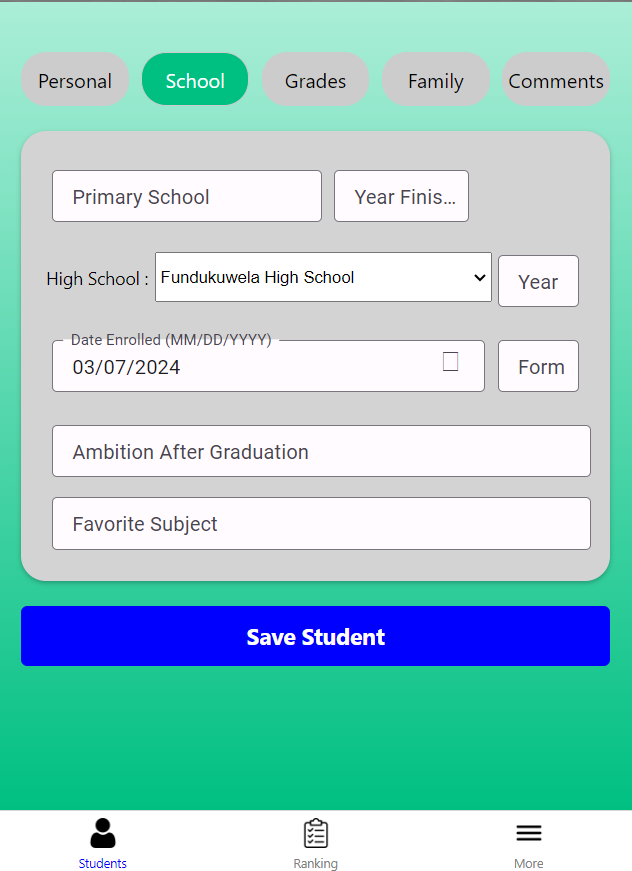 Personal School Grades Family Comments
Primary School Year Finis...
High School : Fundukuwela High School Year
Date Enrolled (MM/DD/YYYY)
03/07/2024 Form
Ambition After Graduation
Favorite Subject
Save Student
Students Ranking More